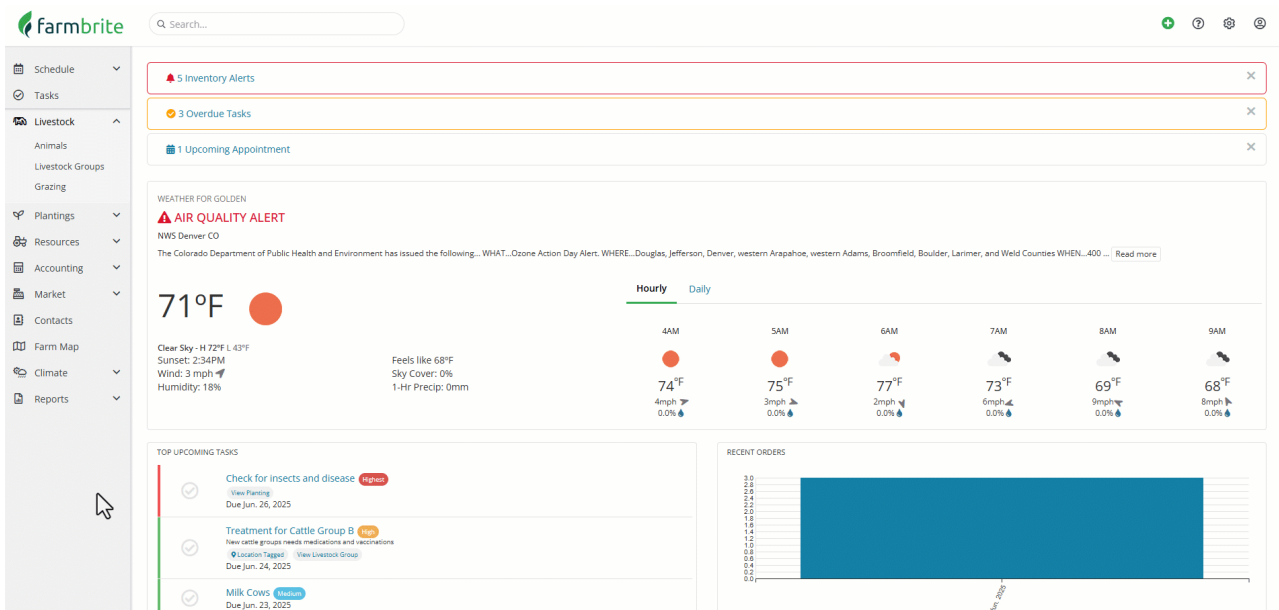 farmbrite
Search...
Schedule
Tasks
Livestock
Animals
Livestock Groups
Grazing
Plantings
Resources
Accounting
Market
Contacts
Farm Map
Climate
Reports
5 Inventory Alerts
3 Overdue Tasks
1 Upcoming Appointment
WEATHER FOR GOLDEN
AIR QUALITY ALERT
NWS Denver CO
The Colorado Department of Public Health and Environment has issued the following... WHAT...Ozone Action Day Alert. WHERE...Douglas, Jefferson, Denver, western Arapahoe, western Adams, Broomfield, Boulder, Larimer, and Weld Counties WHEN...400 ... Read more
71°F
Clear Sky - H 72°F L 43°F
Sunset: 2:34PM
Wind: 3 mph
Humidity: 18%
Feels like 68°F
Sky Cover: 0%
1-Hr Precip: 0mm
Hourly Daily
4AM 5AM 6AM 7AM 8AM 9AM
74°F 75°F 77°F 73°F 69°F 68°F
4mph 3mph 2mph 6mph 9mph 8mph
0.0% 0.0% 0.0% 0.0% 0.0% 0.0%
TOP UPCOMING TASKS
Check for insects and disease Highest
View Planting
Due Jun. 26, 2025
Treatment for Cattle Group B High
New cattle groups needs medications and vaccinations
Location Tagged View Livestock Group
Due Jun. 24, 2025
Milk Cows Medium
Due Jun. 23, 2025
RECENT ORDERS
3.0
2.8
2.6
2.4
2.2
2.0
1.8
1.6
1.4
1.2
1.0
0.8
0.6
0.4
0.2
0.0
2025